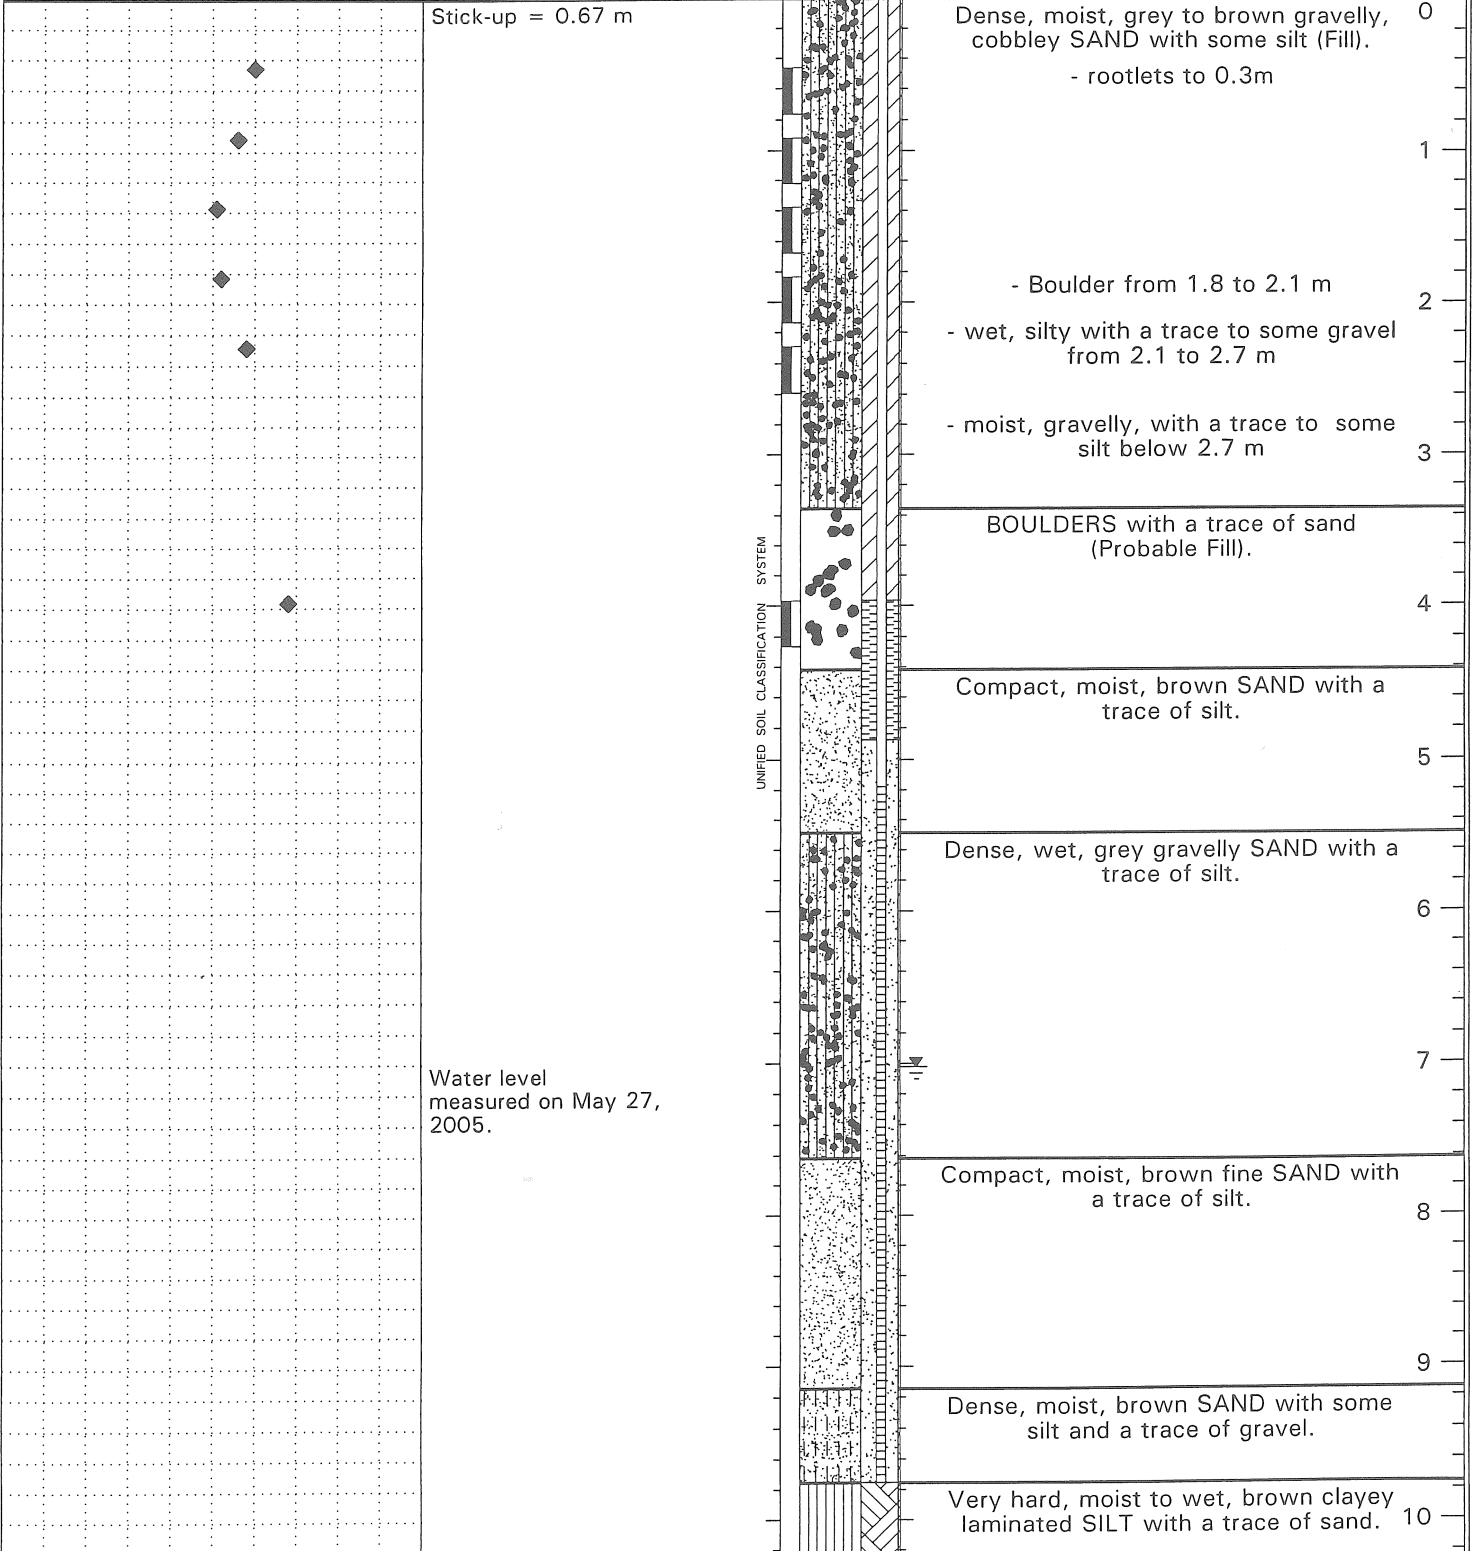 Stick-up = 0.67 m
Dense, moist, grey to brown gravelly,
cobbley SAND with some silt (Fill).
- rootlets to 0.3m
- Boulder from 1.8 to 2.1 m
- wet, silty with a trace to some gravel
from 2.1 to 2.7 m
- moist, gravelly, with a trace to some
silt below 2.7 m
BOULDERS with a trace of sand
(Probable Fill).
UNIFIED SOIL CLASSIFICATION SYSTEM
Compact, moist, brown SAND with a
trace of silt.
Dense, wet, grey gravelly SAND with a
trace of silt.
Water level
measured on May 27,
2005.
Compact, moist, brown fine SAND with
a trace of silt.
Dense, moist, brown SAND with some
silt and a trace of gravel.
Very hard, moist to wet, brown clayey
laminated SILT with a trace of sand.
0
1
2
3
4
5
6
7
8
9
10